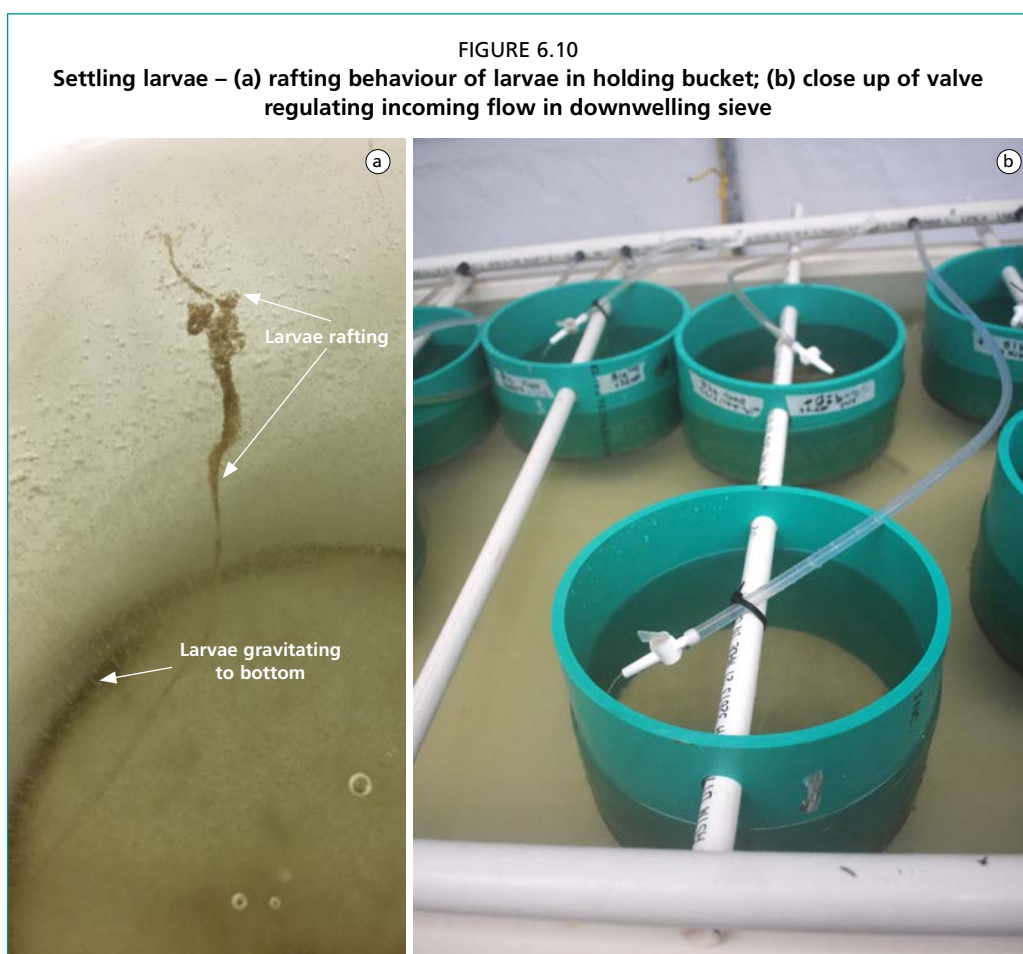 FIGURE 6.10
Settling larvae – (a) rafting behaviour of larvae in holding bucket; (b) close up of valve
regulating incoming flow in downwelling sieve
a
b
Larvae rafting
Larvae gravitating
to bottom